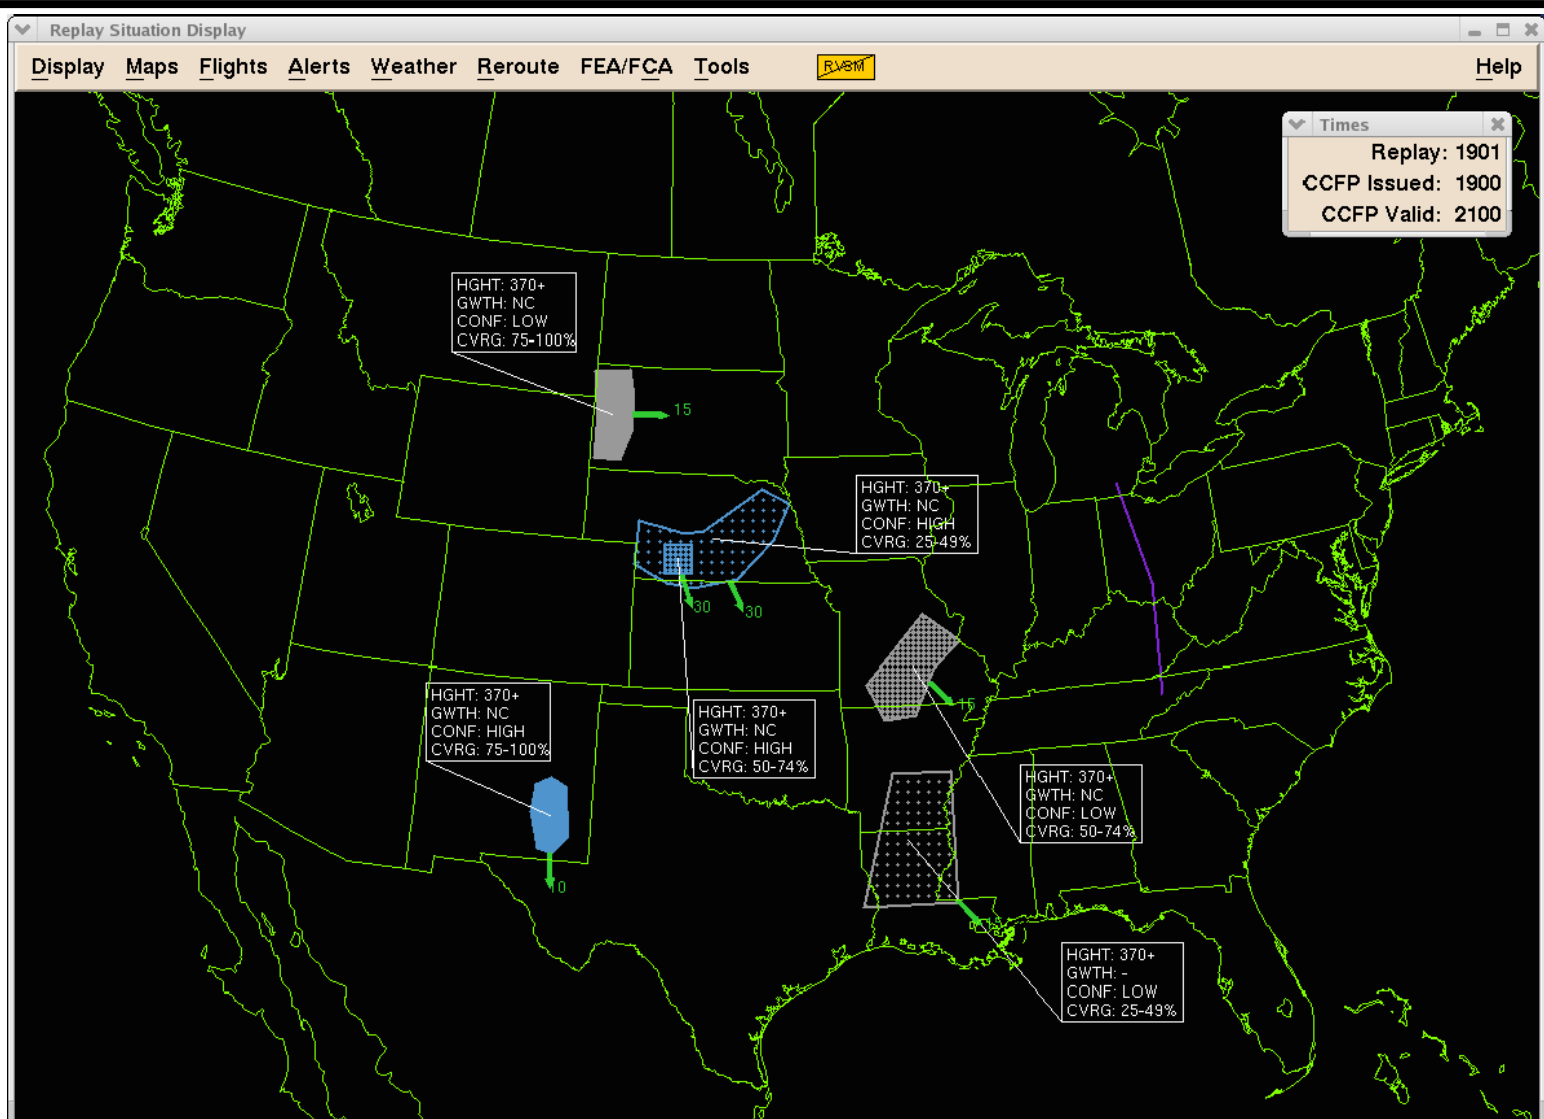 Replay Situation Display
Display Maps Flights Alerts Weather Reroute FEA/FCA Tools RVSM Help
Times
Replay: 1901
CCFP Issued: 1900
CCFP Valid: 2100
HGHT: 370+
GWTH: NC
CONF: LOW
CVRG: 75-100%
15
HGHT: 370+
GWTH: NC
CONF: HIGH
CVRG: 25-49%
30
30
HGHT: 370+
GWTH: NC
CONF: HIGH
CVRG: 75-100%
HGHT: 370+
GWTH: NC
CONF: HIGH
CVRG: 50-74%
15
HGHT: 370+
GWTH: NC
CONF: LOW
CVRG: 50-74%
10
15
HGHT: 370+
GWTH: -
CONF: LOW
CVRG: 25-49%